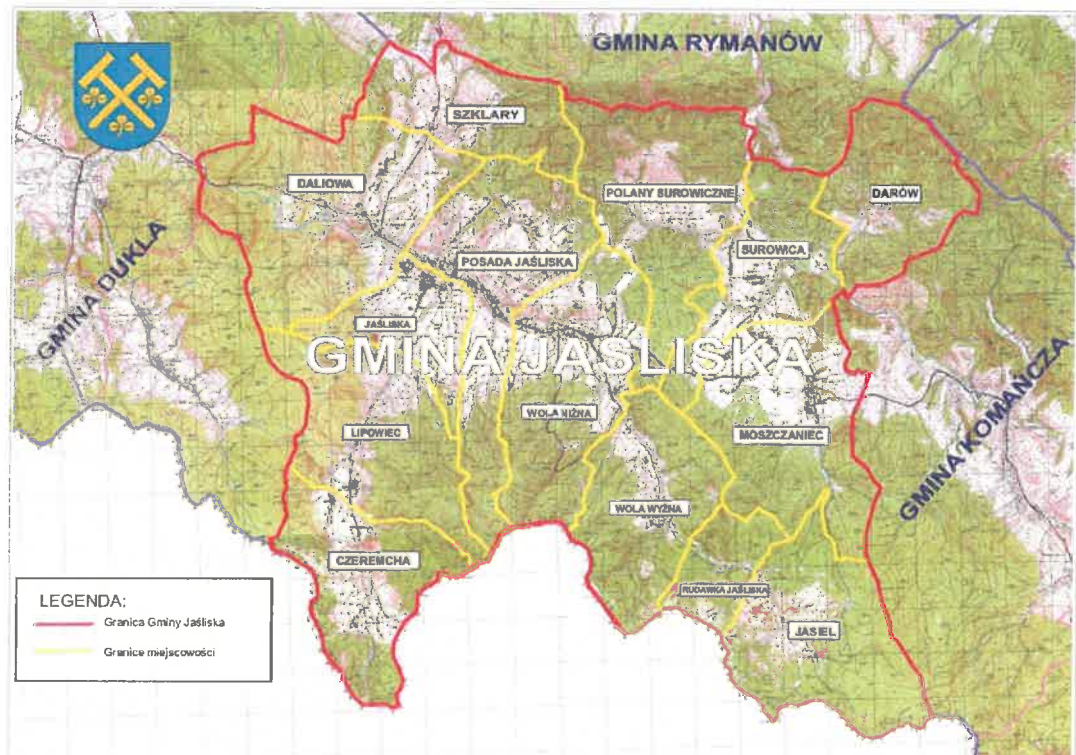 GMINA RYMANÓW
SZKLARY
DALIOWA
POLANY SUROWICZNE
DARÓW
GMINA DUKLA
POSADA JAŚLISKA
SUROWICA
JAŚLISKA
GMINA JAŚLISKA
WOLA NIŻNA
LIPOWIEC
MOSZCZANIEC
GMINA KOMAŃCZA
WOLA WYŻNA
CZEREMCHA
RUDAWKA JAŚLISKA
JASIEL
LEGENDA:
Granica Gminy Jaśliska
Granice miejscowości